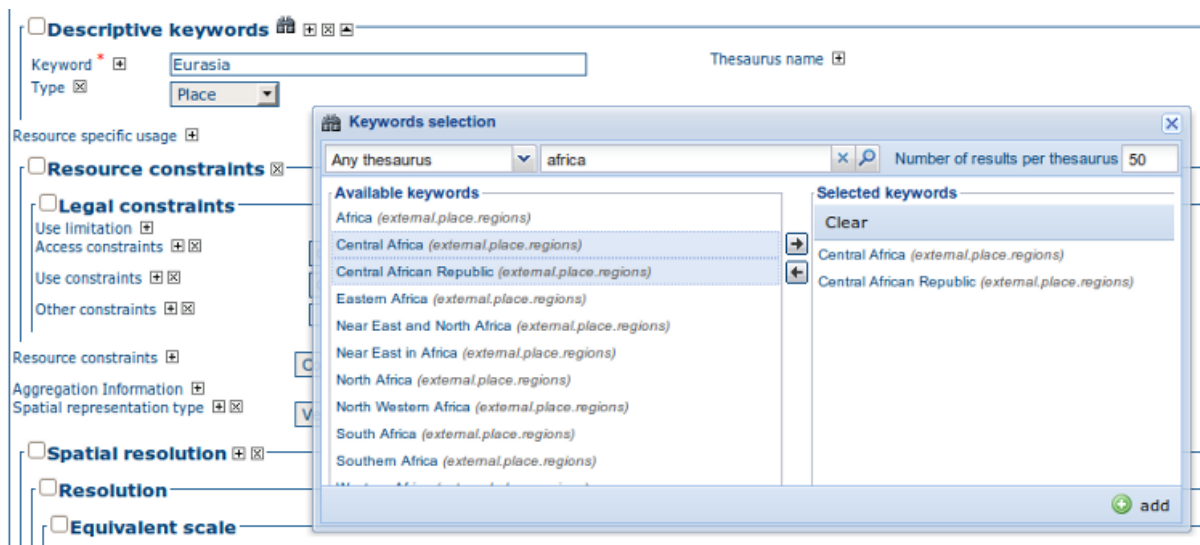 Descriptive keywords
Keyword * Eurasia Thesaurus name
Type Place
Resource specific usage
Resource constraints
Legal constraints
Use limitation
Access constraints
Use constraints
Other constraints
Resource constraints
Aggregation Information
Spatial representation type
Spatial resolution
Resolution
Equivalent scale
Keywords selection
Any thesaurus africa Number of results per thesaurus 50
Available keywords
Africa (external.place.regions)
Central Africa (external.place.regions)
Central African Republic (external.place.regions)
Eastern Africa (external.place.regions)
Near East and North Africa (external.place.regions)
Near East in Africa (external.place.regions)
North Africa (external.place.regions)
North Western Africa (external.place.regions)
South Africa (external.place.regions)
Southern Africa (external.place.regions)
Selected keywords
Clear
Central Africa (external.place.regions)
Central African Republic (external.place.regions)
add